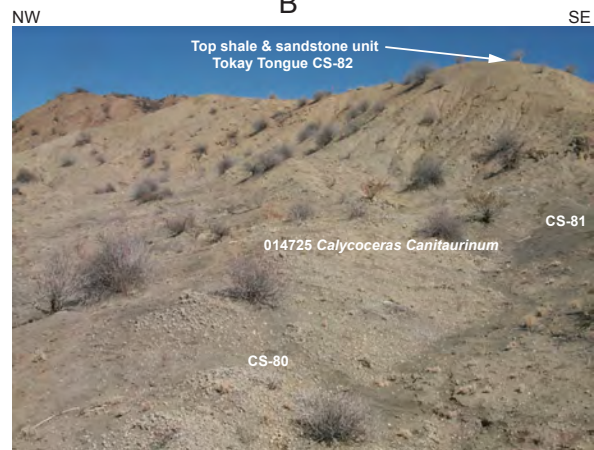 B
NW SE
Top shale & sandstone unit
Tokay Tongue CS-82
CS-81
014725 Calycoceras Canitaurinum
CS-80